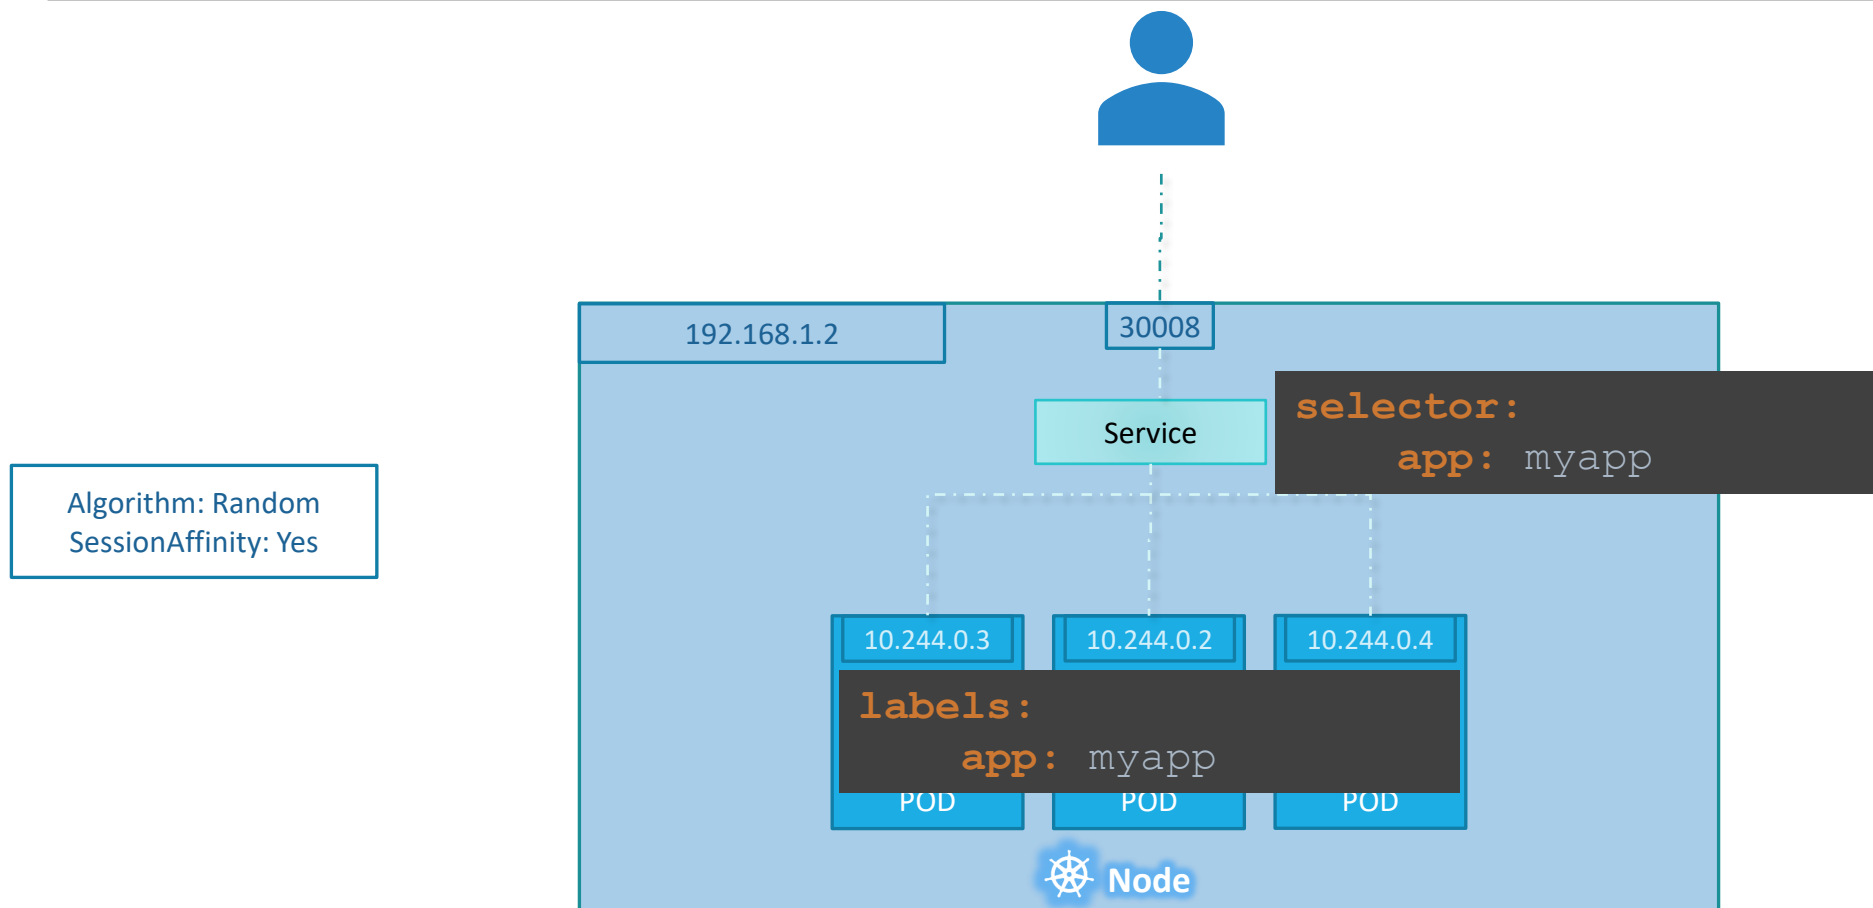 192.168.1.2
30008
selector:
app: myapp
Service
Algorithm: Random
SessionAffinity: Yes
10.244.0.3
10.244.0.2
10.244.0.4
labels:
app: myapp
POD
POD
POD
Node